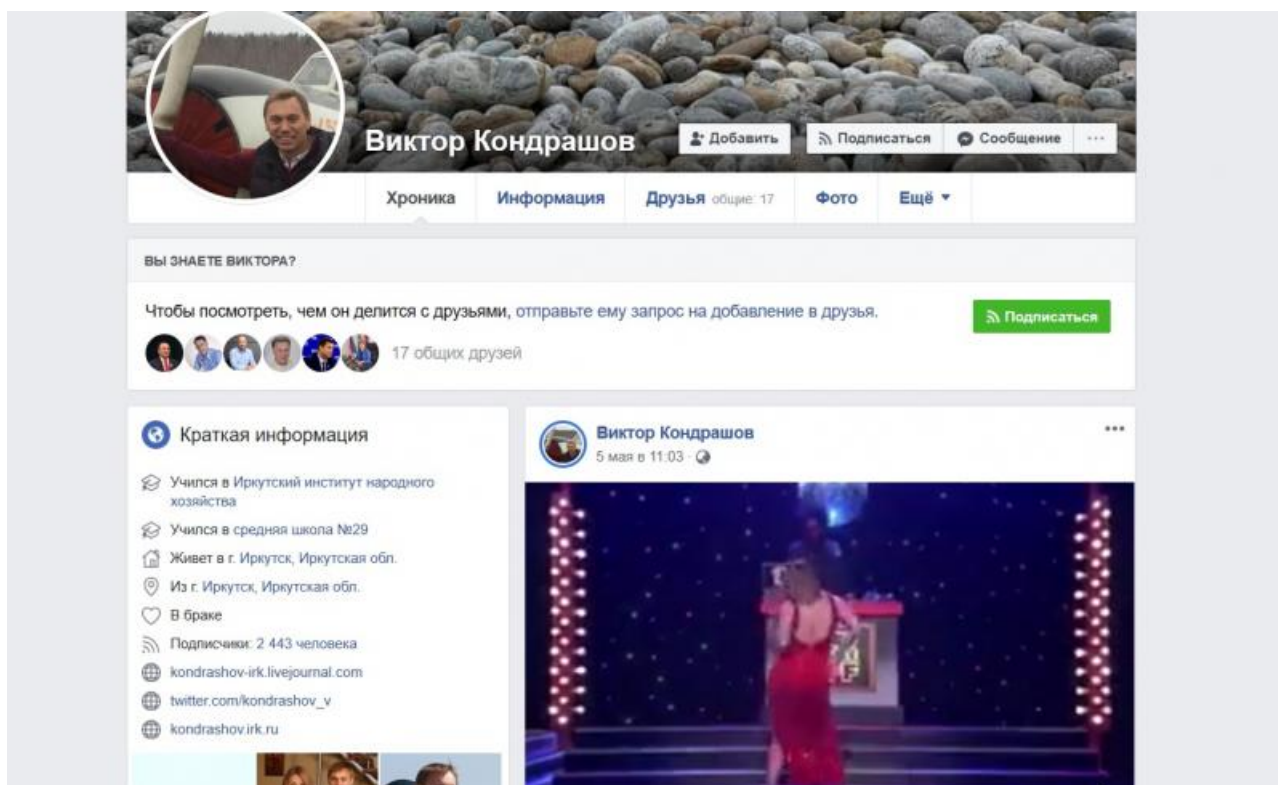 Виктор Кондрашов
Добавить
Подписаться
Сообщение
Хроника
Информация
Друзья общие: 17
Фото
Ещё
ВЫ ЗНАЕТЕ ВИКТОРА?
Чтобы посмотреть, чем он делится с друзьями, отправьте ему запрос на добавление в друзья.
Подписаться
17 общих друзей
Краткая информация
Учился в Иркутский институт народного
хозяйства
Учился в средняя школа №29
Живет в г. Иркутск, Иркутская обл.
Из г. Иркутск, Иркутская обл.
В браке
Подписчики: 2 443 человека
kondrashov-irk.livejournal.com
twitter.com/kondrashov_v
kondrashov.irk.ru
Виктор Кондрашов
5 мая в 11:03